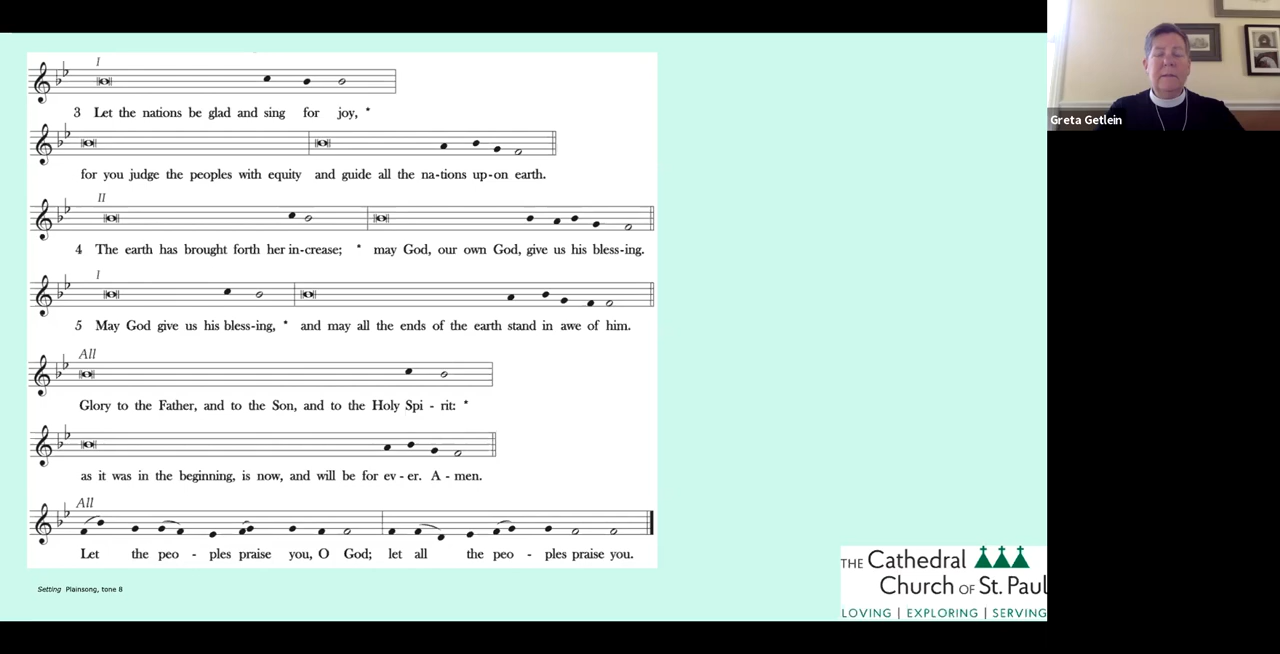 I
3 Let the nations be glad and sing for joy, *
for you judge the peoples with equity and guide all the na-tions up-on earth.
II
4 The earth has brought forth her in-crease; * may God, our own God, give us his bless-ing.
I
5 May God give us his bless-ing, * and may all the ends of the earth stand in awe of him.
All
Glory to the Father, and to the Son, and to the Holy Spi - rit: *
as it was in the beginning, is now, and will be for ev - er. A - men.
All
Let the peo - ples praise you, O God; let all the peo - ples praise you.
Setting Plainsong, tone 8
THE Cathedral
Church OF St. Paul
LOVING | EXPLORING | SERVING
Greta Getlein